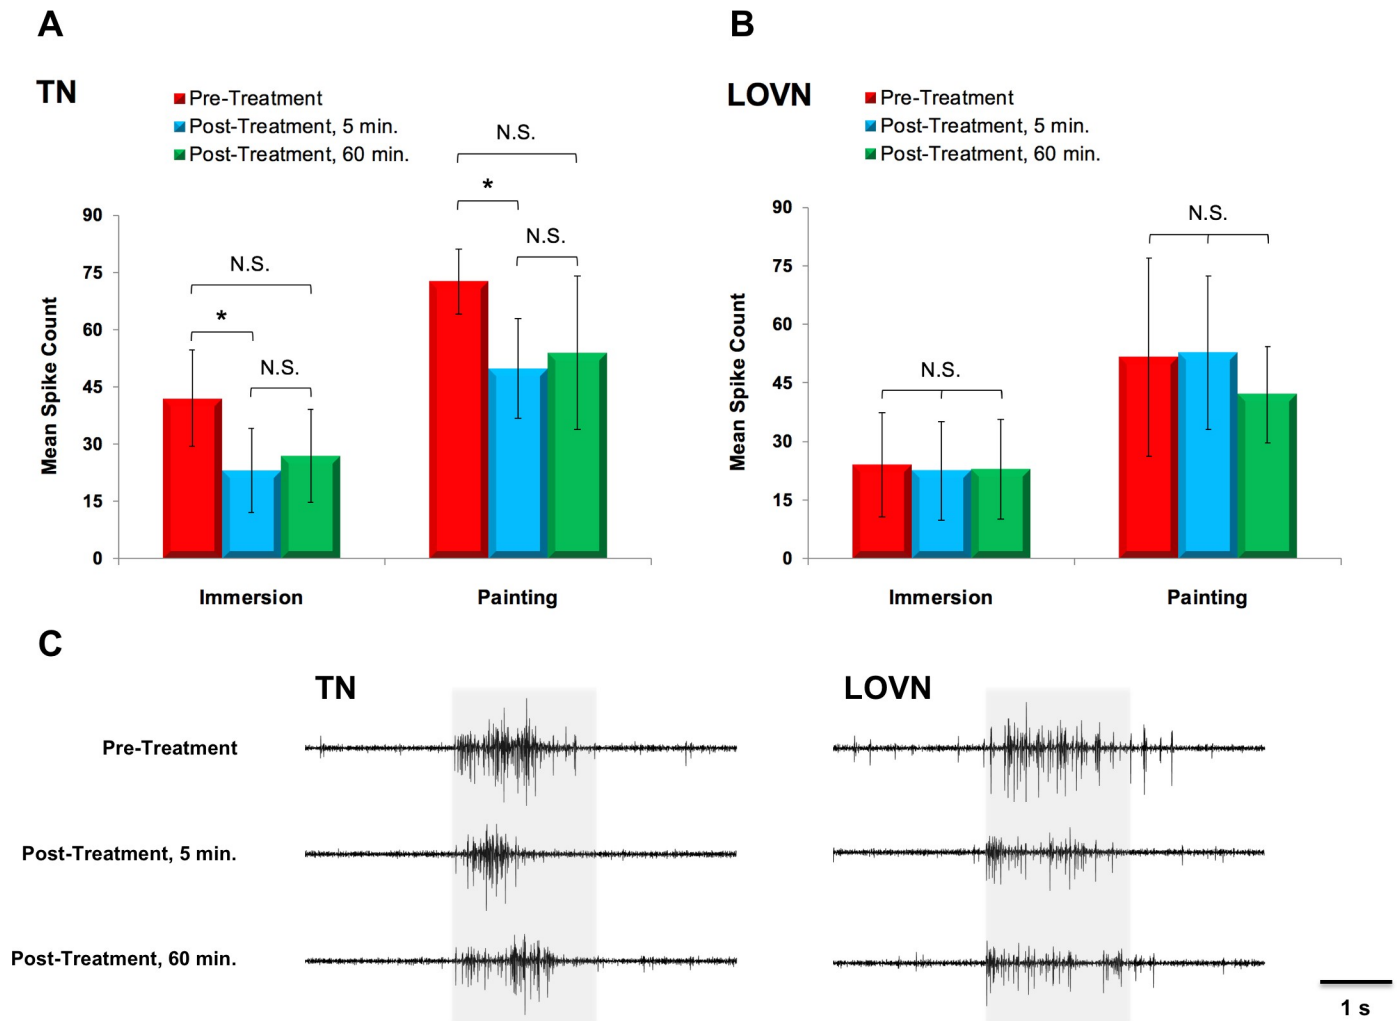 A
B
TN
Pre-Treatment
Post-Treatment, 5 min.
Post-Treatment, 60 min.
N.S.
*
N.S.
N.S.
*
N.S.
90
75
60
45
30
15
0
Mean Spike Count
Immersion
Painting
LOVN
Pre-Treatment
Post-Treatment, 5 min.
Post-Treatment, 60 min.
N.S.
N.S.
90
75
60
45
30
15
0
Mean Spike Count
Immersion
Painting
C
TN
LOVN
Pre-Treatment
Post-Treatment, 5 min.
Post-Treatment, 60 min.
1 s